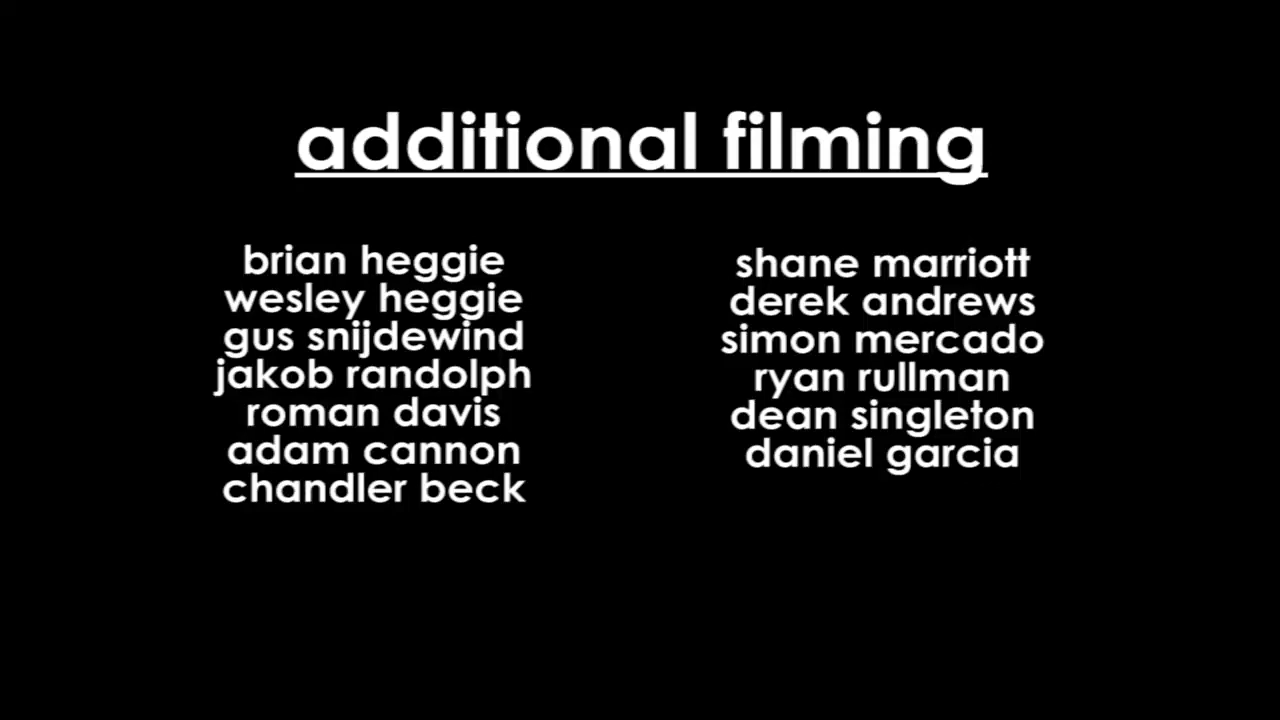 additional filming
brian heggie
wesley heggie
gus snijdewind
jakob randolph
roman davis
adam cannon
chandler beck
shane marriott
derek andrews
simon mercado
ryan rullman
dean singleton
daniel garcia